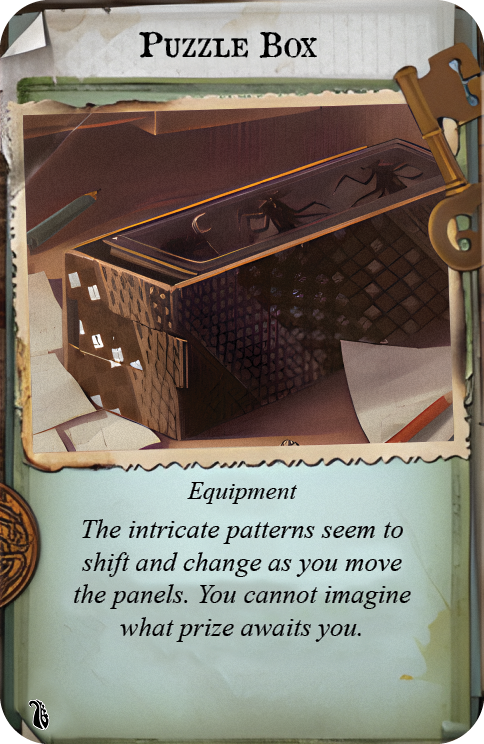 Puzzle Box
Equipment
The intricate patterns seem to
shift and change as you move
the panels. You cannot imagine
what prize awaits you.